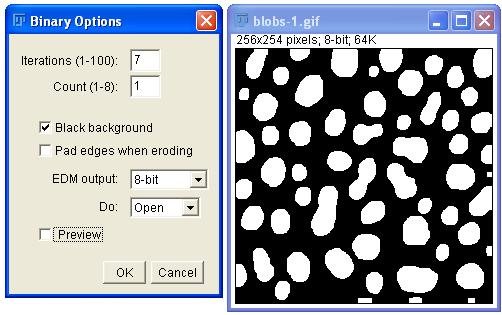 Binary Options
Iterations (1-100): 7
Count (1-8): 1
Black background
Pad edges when eroding
EDM output: 8-bit
Do: Open
Preview
OK Cancel
blobs-1.gif
256x254 pixels; 8-bit; 64K